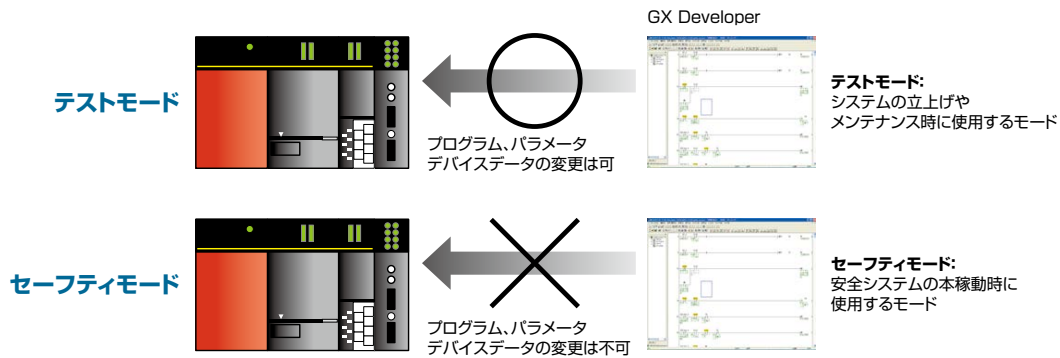 GX Developer
テストモード
プログラム、パラメータ
デバイスデータの変更は可
テストモード:
システムの立上げや
メンテナンス時に使用するモード
セーフティモード
プログラム、パラメータ
デバイスデータの変更は不可
セーフティモード:
安全システムの本稼動時に
使用するモード